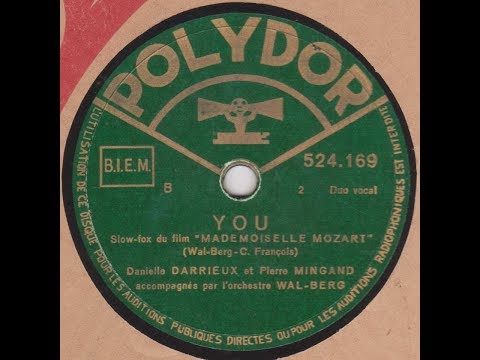 POLYDOR
B.I.E.M.
524.169
B
2
Duo vocal
YOU
Slow-fox du film "MADEMOISELLE MOZART"
(Wal-Berg-C. François)
Danielle DARRIEUX et Pierre MINGAND
accompagnés par l'orchestre WAL-BERG
L'UTILISATION DE CE DISQUE POUR LES AUDITIONS PUBLIQUES DIRECTES OU POUR LES AUDITIONS RADIOPHONIQUES EST INTERDITE